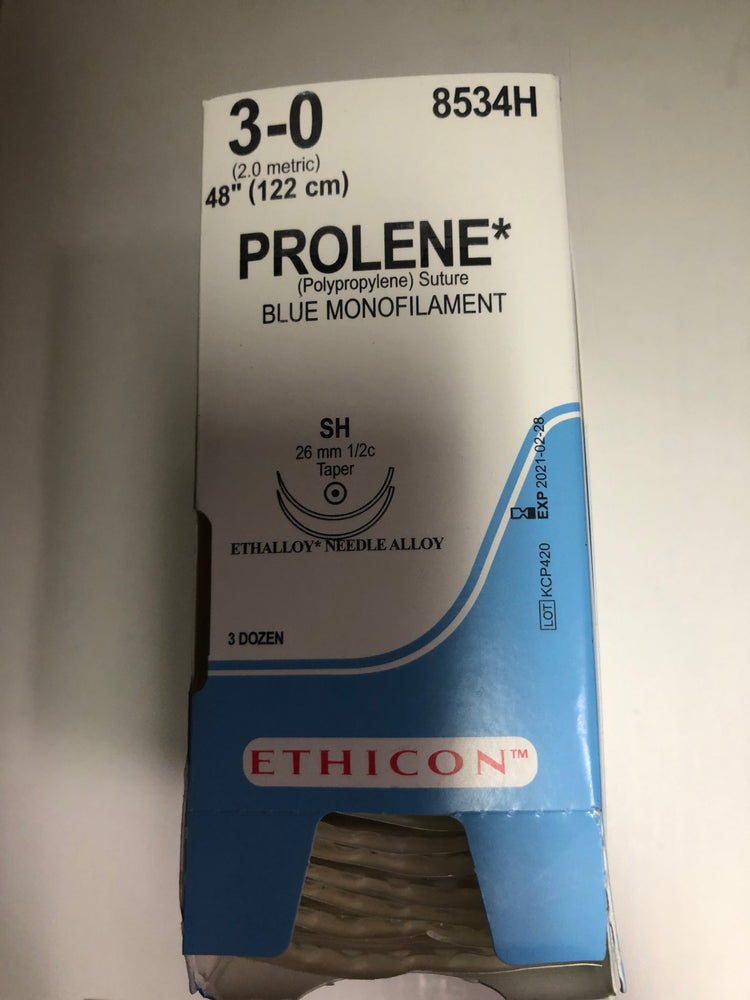 3-0
8534H
(2.0 metric)
48" (122 cm)
PROLENE*
(Polypropylene) Suture
BLUE MONOFILAMENT
SH
26 mm 1/2c
Taper
ETHALLOY* NEEDLE ALLOY
EXP 2021-02-28
LOT KCP420
3 DOZEN
ETHICON™